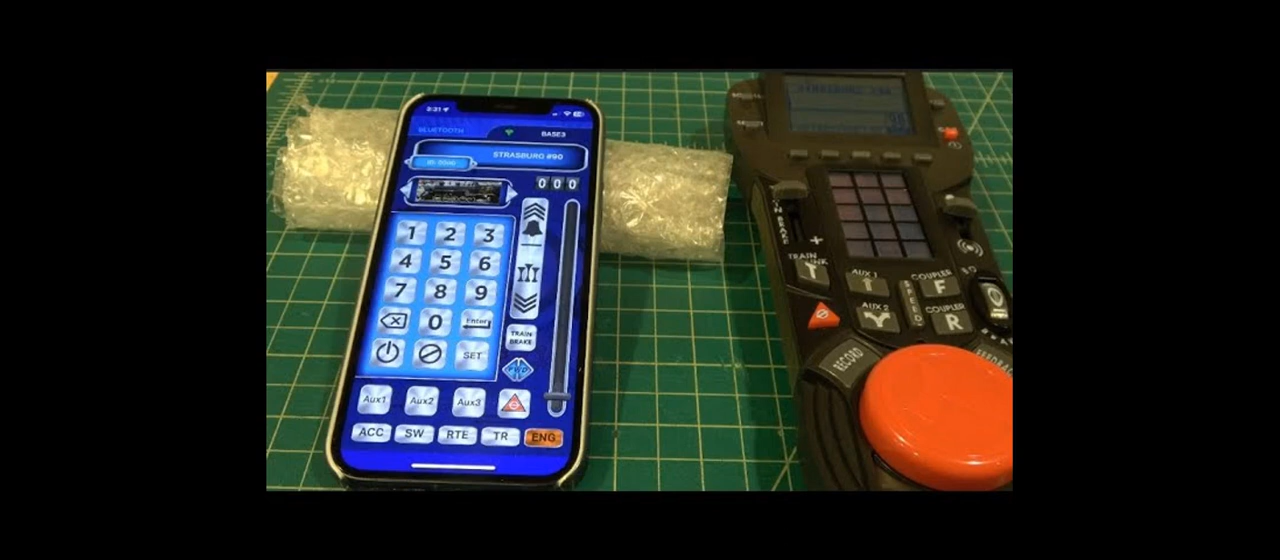 BLUETOOTH
BASE3
STRASBURG #90
000
1 2 3
4 5 6
7 8 9
0 Enter
SET
TRAIN
BRAKE
FWD
Aux1 Aux2 Aux3
ACC SW RTE TR ENG
TRAIN
AUX 1
COUPLER
F
AUX 2
SPEED
COUPLER
R
RECORD